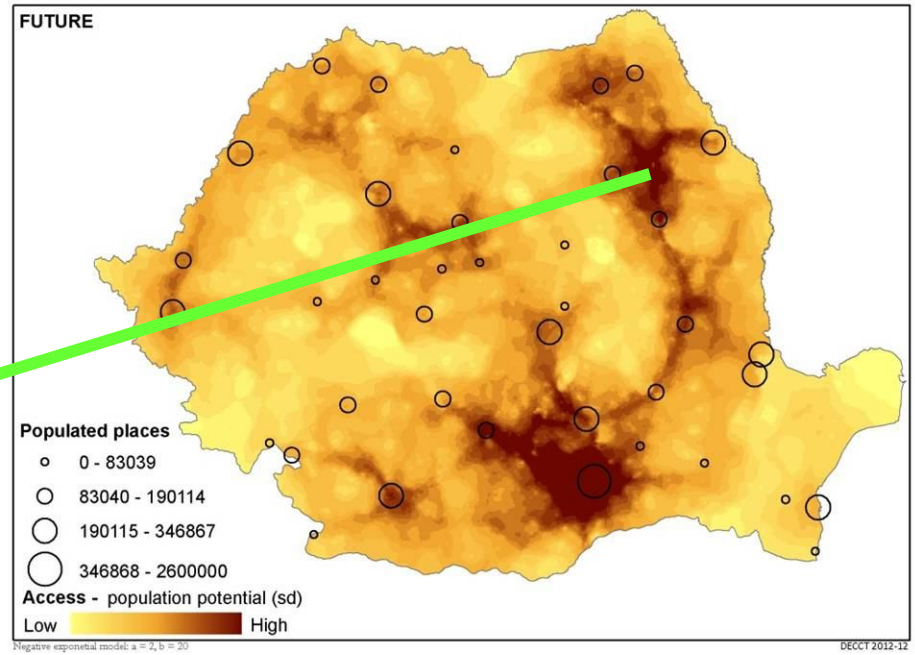 FUTURE
Populated places
0 - 83039
83040 - 190114
190115 - 346867
346868 - 2600000
Access - population potential (sd)
Low High
Negative exponetial model: a = 2, b = 20
DECCT 2012-12